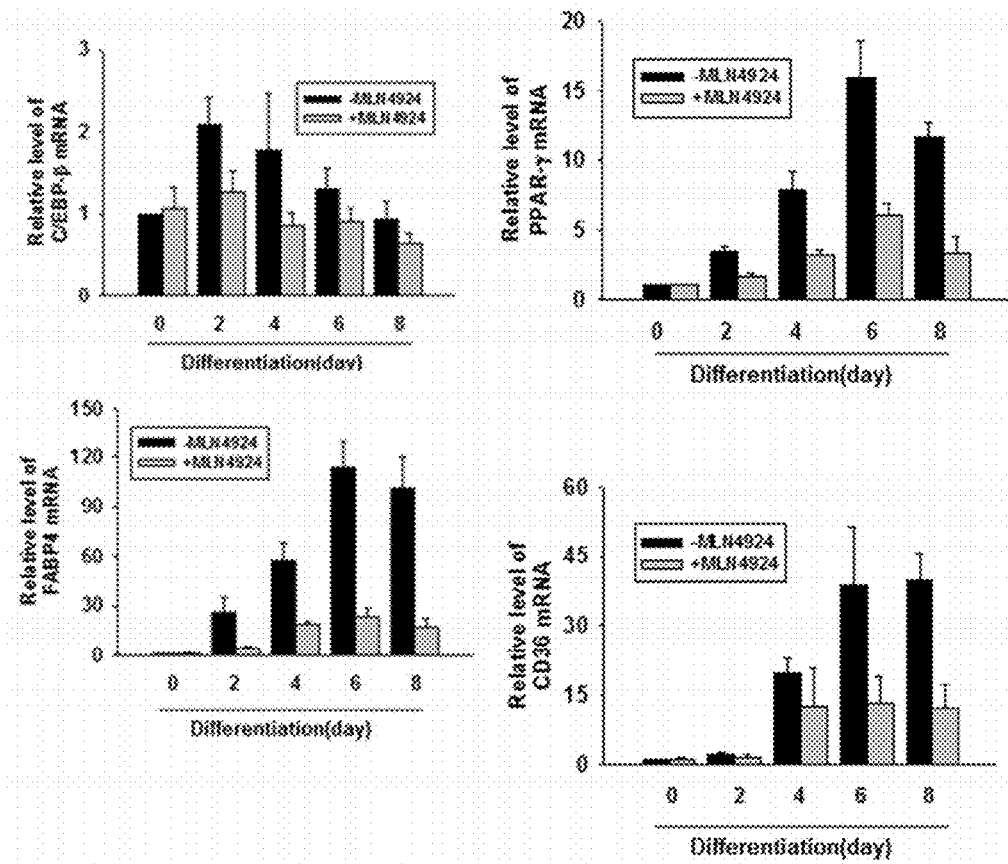 Relative level of
C/EBP-β mRNA
3
2
1
0
-MLN4924
+MLN4924
0 2 4 6 8
Differentiation(day)
Relative level of
PPAR-γ mRNA
20
15
10
5
0
-MLN4924
+MLN4924
0 2 4 6 8
Differentiation(day)
Relative level of
FABP4 mRNA
150
120
90
60
30
0
-MLN4924
+MLN4924
0 2 4 6 8
Differentiation(day)
Relative level of
CD36 mRNA
60
45
30
15
0
-MLN4924
+MLN4924
0 2 4 6 8
Differentiation(day)